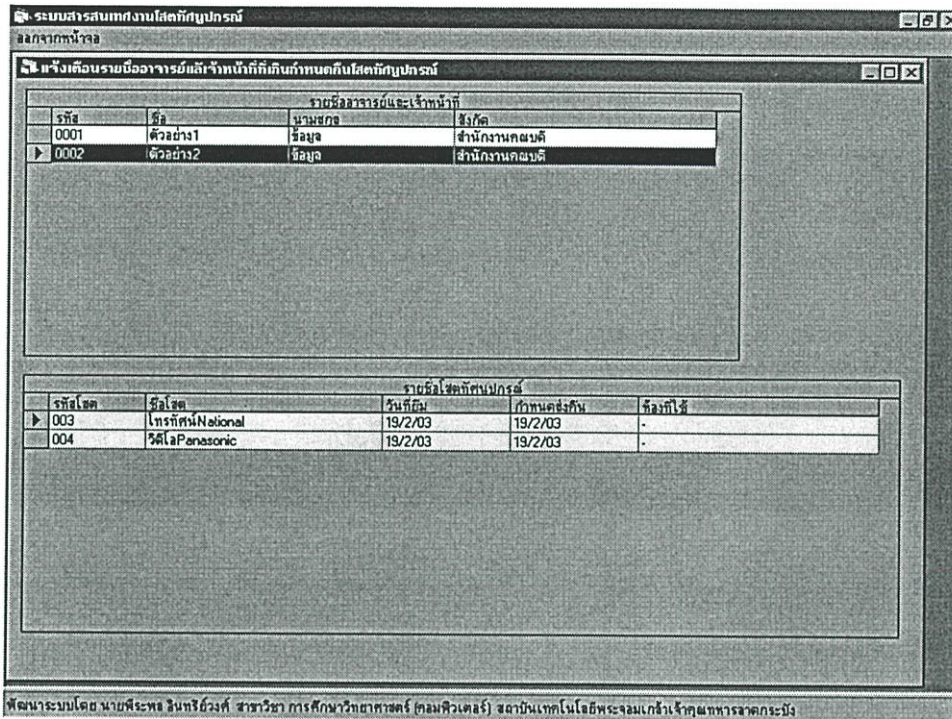 ระบบสารสนเทศงานโสตทัศนูปกรณ์
ออกจากหน้าจอ
แจ้งเตือนรายชื่ออาจารย์และเจ้าหน้าที่ที่เกินกำหนดคืนโสตทัศนูปกรณ์
รายชื่ออาจารย์และเจ้าหน้าที่
รหัส ชื่อ นามสกุล สังกัด
0001 ตัวอย่าง1 ข้อมูล สำนักงานคณบดี
0002 ตัวอย่าง2 ข้อมูล สำนักงานคณบดี
รายชื่อโสตทัศนปกรณ์
รหัสโสต ชื่อโสต วันที่ยืม กำหนดส่งคืน ห้องที่ใช้
003 โทรทัศน์National 19/2/03 19/2/03 -
004 วิดีโอPanasonic 19/2/03 19/2/03 -
พัฒนาระบบโดย นายพีระพล อินทรีย์วงศ์ สาขาวิชา การศึกษาวิทยาศาสตร์ (คอมพิวเตอร์) สถาบันเทคโนโลยีพระจอมเกล้าเจ้าคุณทหารลาดกระบัง